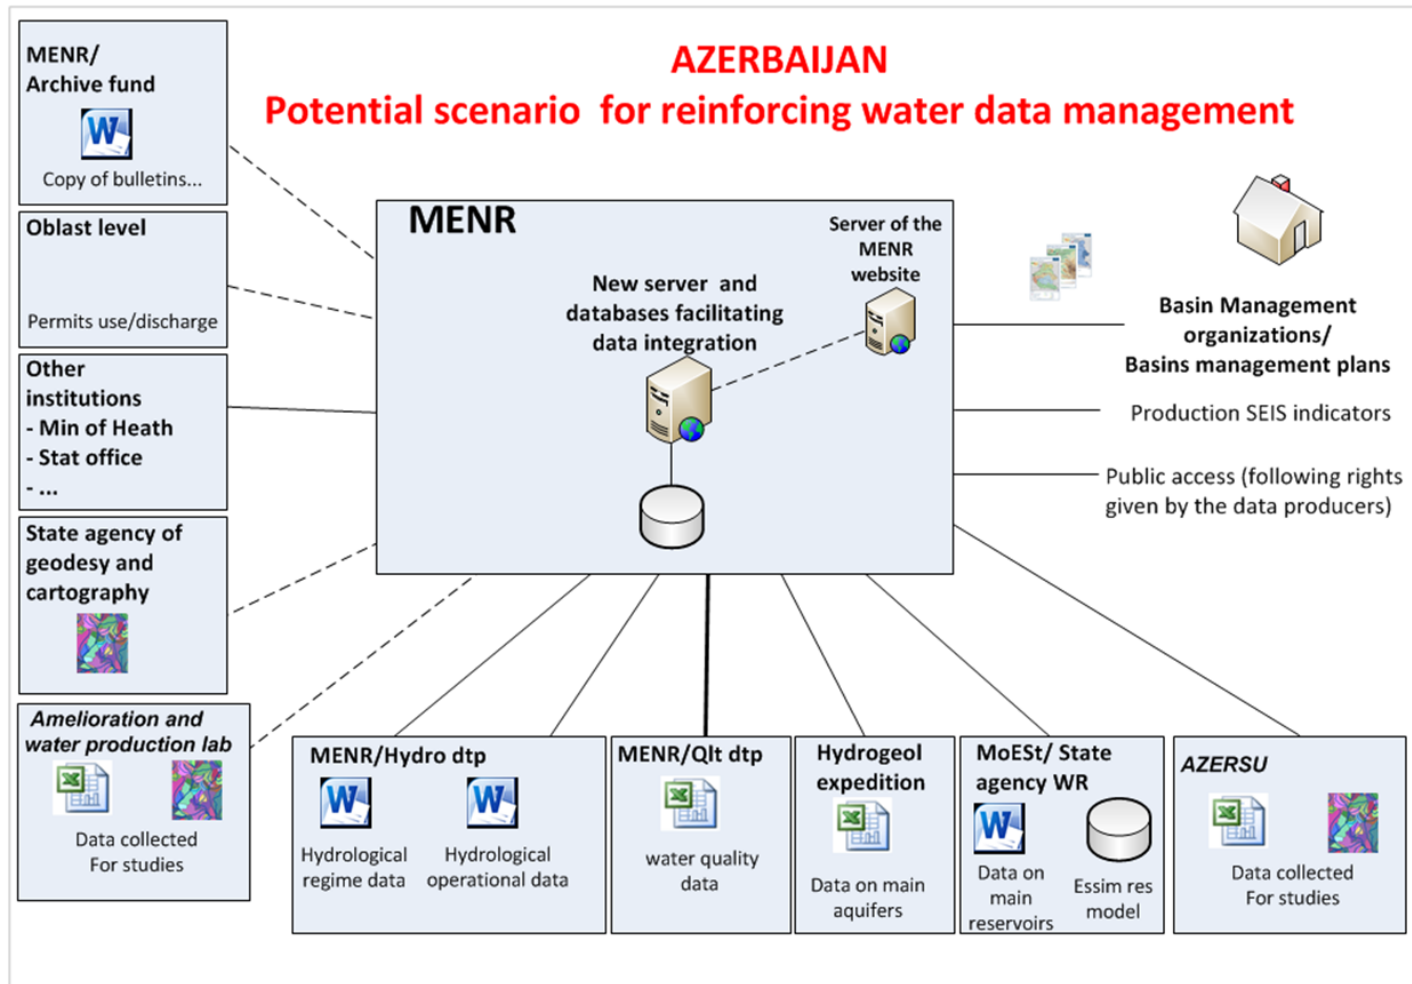 AZERBAIJAN
Potential scenario for reinforcing water data management
MENR/
Archive fund
W
Copy of bulletins...
Oblast level
Permits use/discharge
Other
institutions
- Min of Heath
- Stat office
- ...
State agency of
geodesy and
cartography
Amelioration and
water production lab
X
Data collected
For studies
MENR
Server of the
MENR
website
New server and
databases facilitating
data integration
Basin Management
organizations/
Basins management plans
Production SEIS indicators
Public access (following rights
given by the data producers)
MENR/Hydro dtp
W
Hydrological
regime data
W
Hydrological
operational data
MENR/Qlt dtp
X
water quality
data
Hydrogeol
expedition
X
Data on main
aquifers
MoESt/ State
agency WR
W
Data on
main
reservoirs
Essim res
model
AZERSU
X
Data collected
For studies